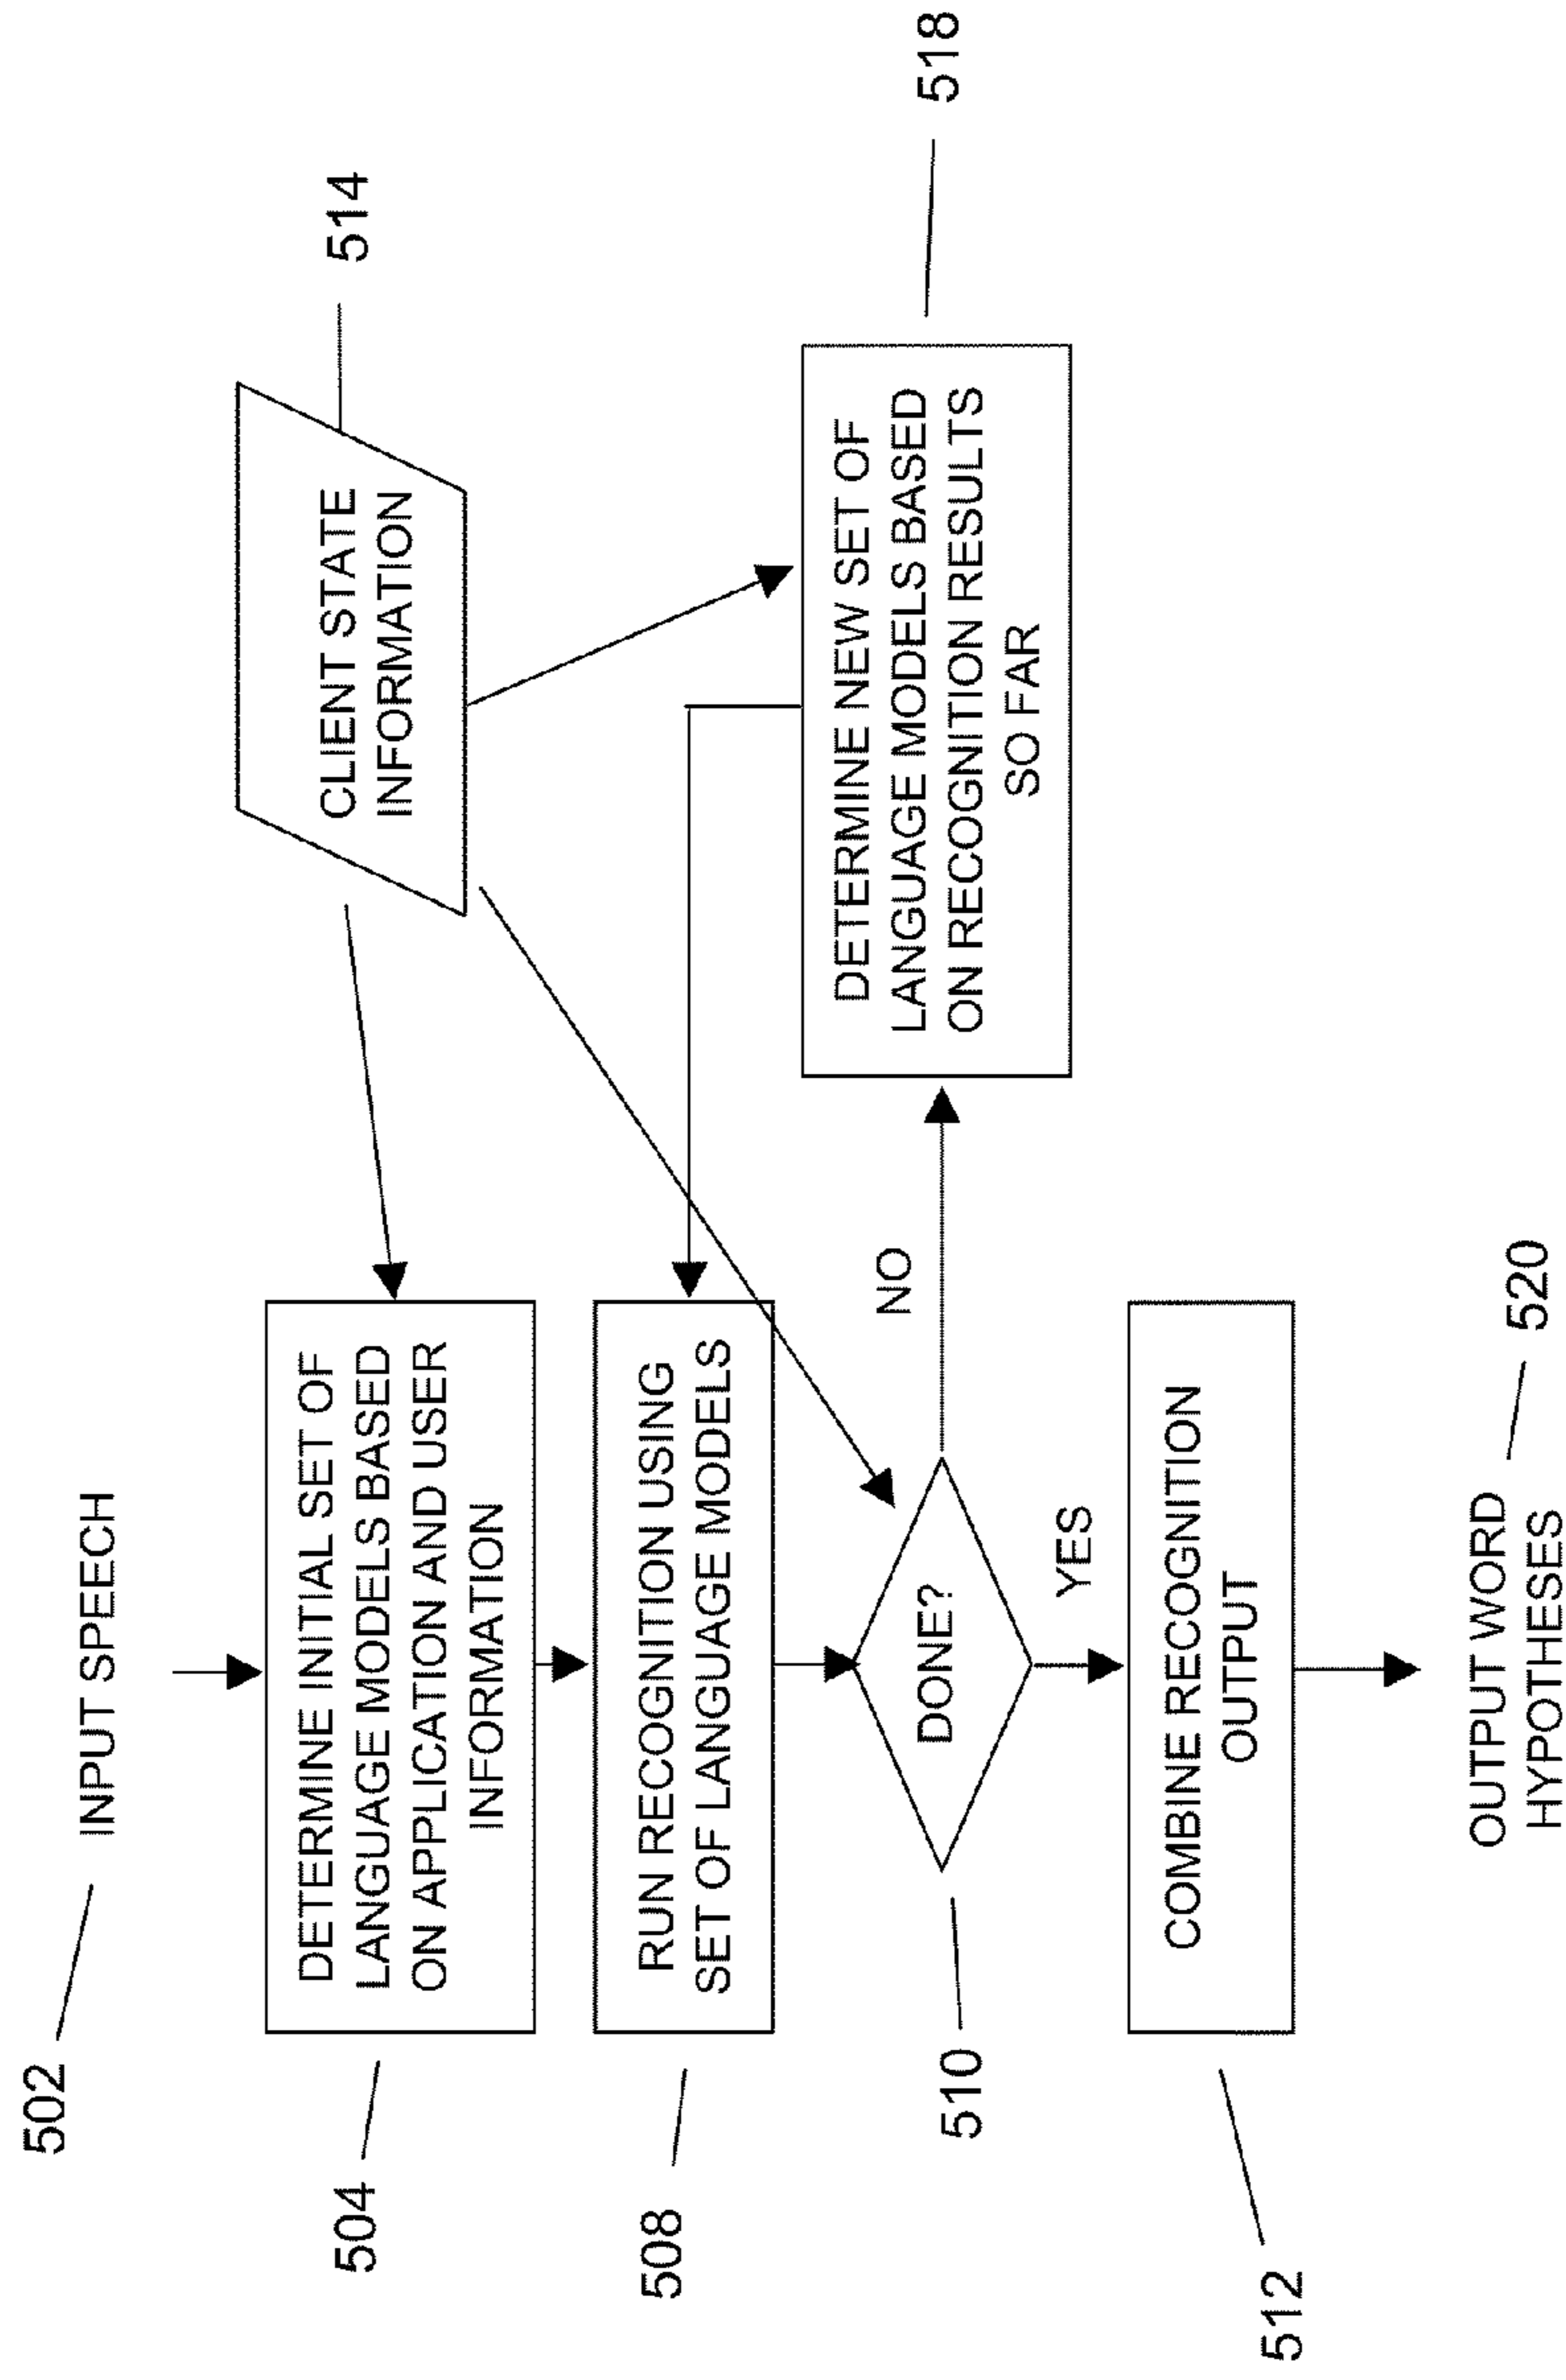 502
INPUT SPEECH
504
DETERMINE INITIAL SET OF
LANGUAGE MODELS BASED
ON APPLICATION AND USER
INFORMATION
CLIENT STATE
INFORMATION
514
508
RUN RECOGNITION USING
SET OF LANGUAGE MODELS
510
DONE?
NO
DETERMINE NEW SET OF
LANGUAGE MODELS BASED
ON RECOGNITION RESULTS
SO FAR
518
YES
512
COMBINE RECOGNITION
OUTPUT
OUTPUT WORD
HYPOTHESES
520